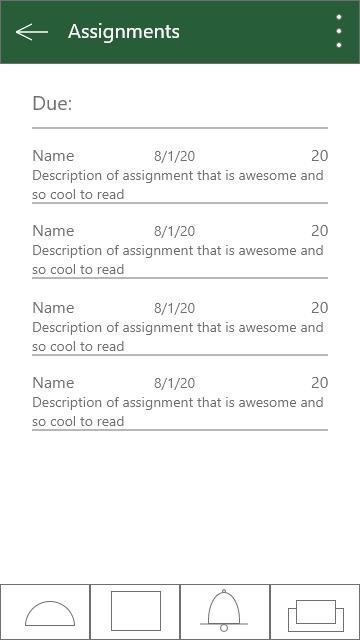 Assignments
Due:
Name 8/1/20 20
Description of assignment that is awesome and
so cool to read
Name 8/1/20 20
Description of assignment that is awesome and
so cool to read
Name 8/1/20 20
Description of assignment that is awesome and
so cool to read
Name 8/1/20 20
Description of assignment that is awesome and
so cool to read